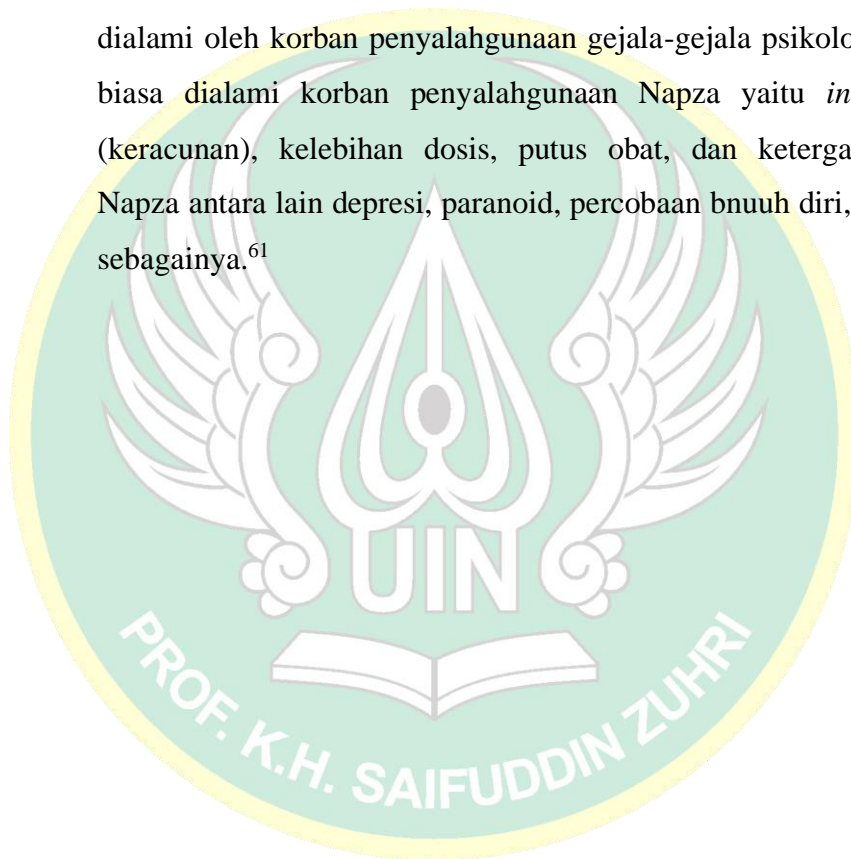 dialami oleh korban penyalahgunaan gejala-gejala psikolo
biasa dialami korban penyalahgunaan Napza yaitu in
(keracunan), kelebihan dosis, putus obat, dan keterga
Napza antara lain depresi, paranoid, percobaan bnuuh diri,
sebagainya.61
UIN
PROF. K.H. SAIFUDDIN ZUHRI